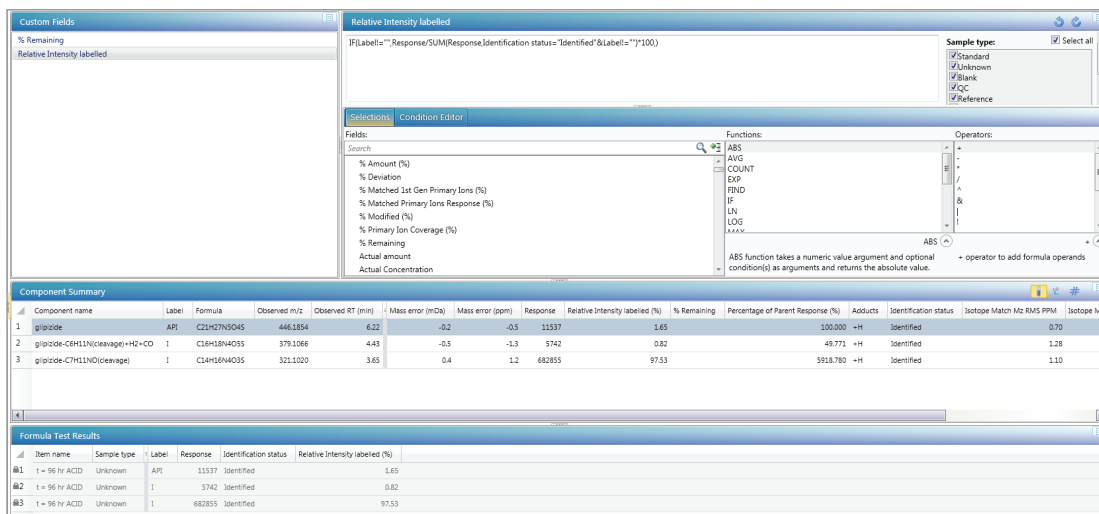 Custom Fields
% Remaining
Relative Intensity labelled
Relative Intensity labelled
IF(Label!="",Response/SUM(Response,Identification status="Identified"&Label!="")*100,)
Sample type:
Select all
Standard
Unknown
Blank
QC
Reference
Selections Condition Editor
Fields:
Search
% Amount (%)
% Deviation
% Matched 1st Gen Primary Ions (%)
% Matched Primary Ions Response (%)
% Modified (%)
% Primary Ion Coverage (%)
% Remaining
Actual amount
Actual Concentration
Functions:
ABS
AVG
COUNT
EXP
FIND
IF
LN
LOG
ABS
ABS function takes a numeric value argument and optional
condition(s) as arguments and returns the absolute value.
Operators:
+
-
*
/
^
&
|
!
+
+ operator to add formula operands
Component Summary
Component name Label Formula Observed m/z Observed RT (min) Mass error (mDa) Mass error (ppm) Response Relative Intensity labelled (%) % Remaining Percentage of Parent Response (%) Adducts Identification status Isotope Match Mz RMS PPM Isotope M
1 glipizide API C21H27N5O4S 446.1854 6.22 -0.2 -0.5 11537 1.65 100.000 +H Identified 0.70
2 glipizide-C6H11N(cleavage)+H2+CO I C16H18N4O5S 379.1066 4.43 -0.5 -1.3 5742 0.82 49.771 +H Identified 1.28
3 glipizide-C7H11NO(cleavage) I C14H16N4O3S 321.1020 3.65 0.4 1.2 682855 97.53 5918.780 +H Identified 1.10
Formula Test Results
Item name Sample type Label Response Identification status Relative Intensity labelled (%)
1 t = 96 hr ACID Unknown API 11537 Identified 1.65
2 t = 96 hr ACID Unknown I 5742 Identified 0.82
3 t = 96 hr ACID Unknown I 682855 Identified 97.53